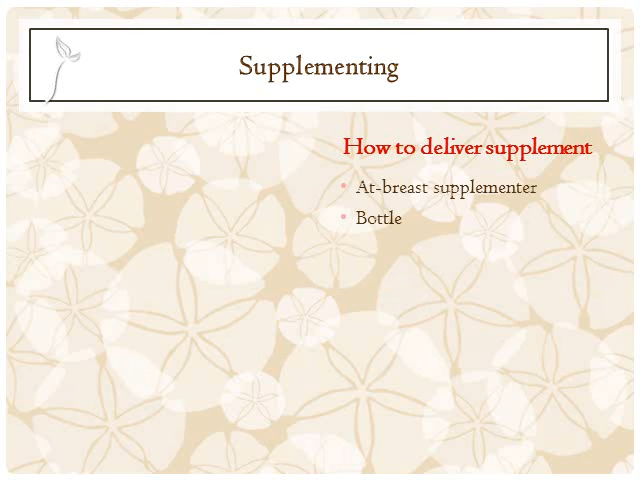 Supplementing
How to deliver supplement
• At-breast supplementer
• Bottle